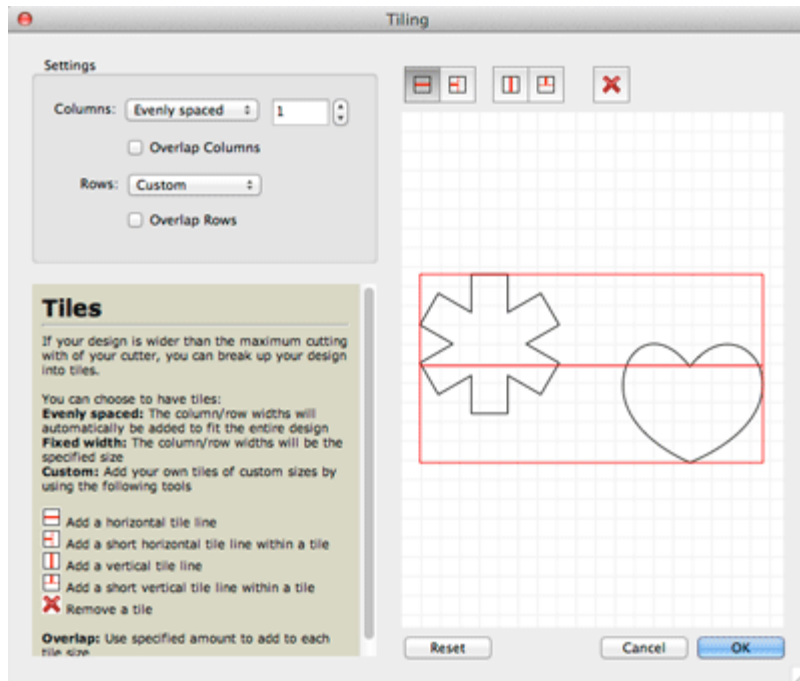 Tiling
Settings
Columns: Evenly spaced 1
Overlap Columns
Rows: Custom
Overlap Rows
Tiles
If your design is wider than the maximum cutting
with of your cutter, you can break up your design
into tiles.
You can choose to have tiles:
Evenly spaced: The column/row widths will
automatically be added to fit the entire design
Fixed width: The column/row widths will be the
specified size
Custom: Add your own tiles of custom sizes by
using the following tools
Add a horizontal tile line
Add a short horizontal tile line within a tile
Add a vertical tile line
Add a short vertical tile line within a tile
Remove a tile
Overlap: Use specified amount to add to each
tile size
Reset Cancel OK